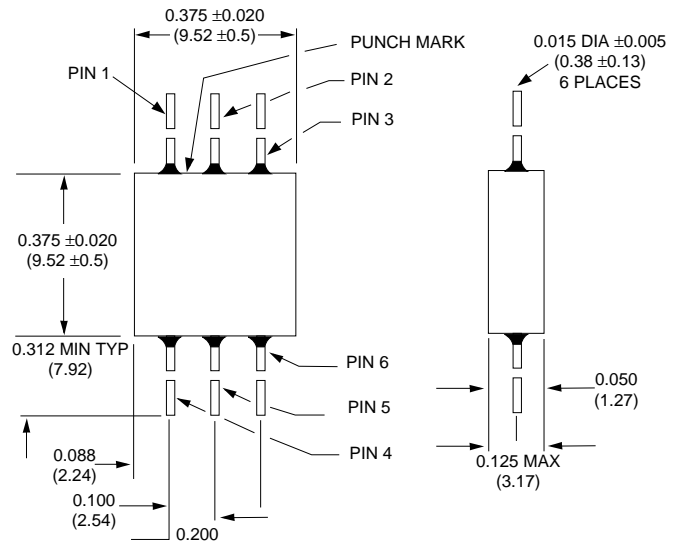 0.375 ±0.020
(9.52 ±0.5)
PUNCH MARK
PIN 1
PIN 2
PIN 3
0.015 DIA ±0.005
(0.38 ±0.13)
6 PLACES
0.375 ±0.020
(9.52 ±0.5)
0.312 MIN TYP
(7.92)
PIN 6
PIN 5
PIN 4
0.050
(1.27)
0.088
(2.24)
0.125 MAX
(3.17)
0.100
(2.54)
0.200